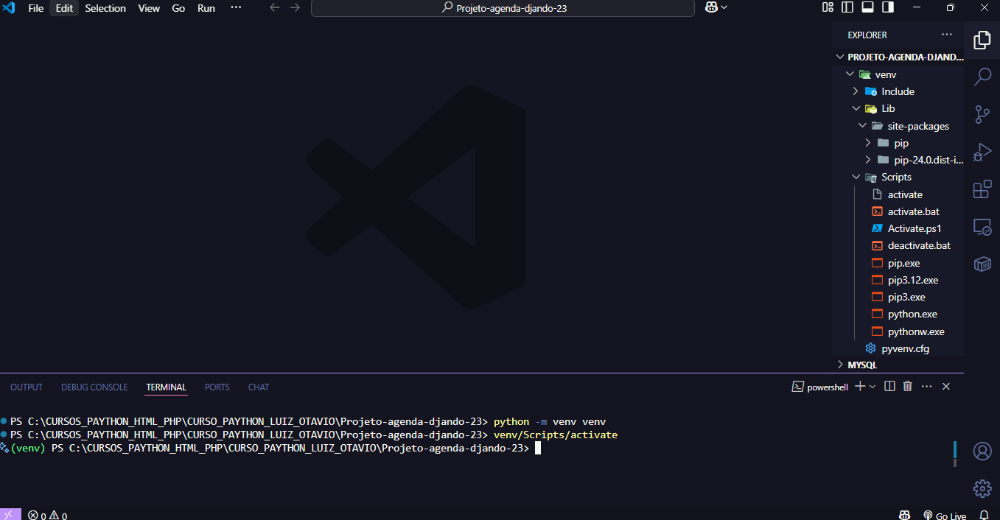 File Edit Selection View Go Run ··· Projeto-agenda-djando-23
EXPLORER ···
PROJETO-AGENDA-DJAND...
venv
Include
Lib
site-packages
pip
pip-24.0.dist-i...
Scripts
activate
activate.bat
Activate.ps1
deactivate.bat
pip.exe
pip3.12.exe
pip3.exe
python.exe
pythonw.exe
pyvenv.cfg
MYSQL
OUTPUT DEBUG CONSOLE TERMINAL PORTS CHAT powershell ···
PS C:\CURSOS_PAYTHON_HTML_PHP\CURSO_PAYTHON_LUIZ_OTAVIO\Projeto-agenda-djando-23> python -m venv venv
PS C:\CURSOS_PAYTHON_HTML_PHP\CURSO_PAYTHON_LUIZ_OTAVIO\Projeto-agenda-djando-23> venv/Scripts/activate
(venv) PS C:\CURSOS_PAYTHON_HTML_PHP\CURSO_PAYTHON_LUIZ_OTAVIO\Projeto-agenda-djando-23>
0 0 Go Live